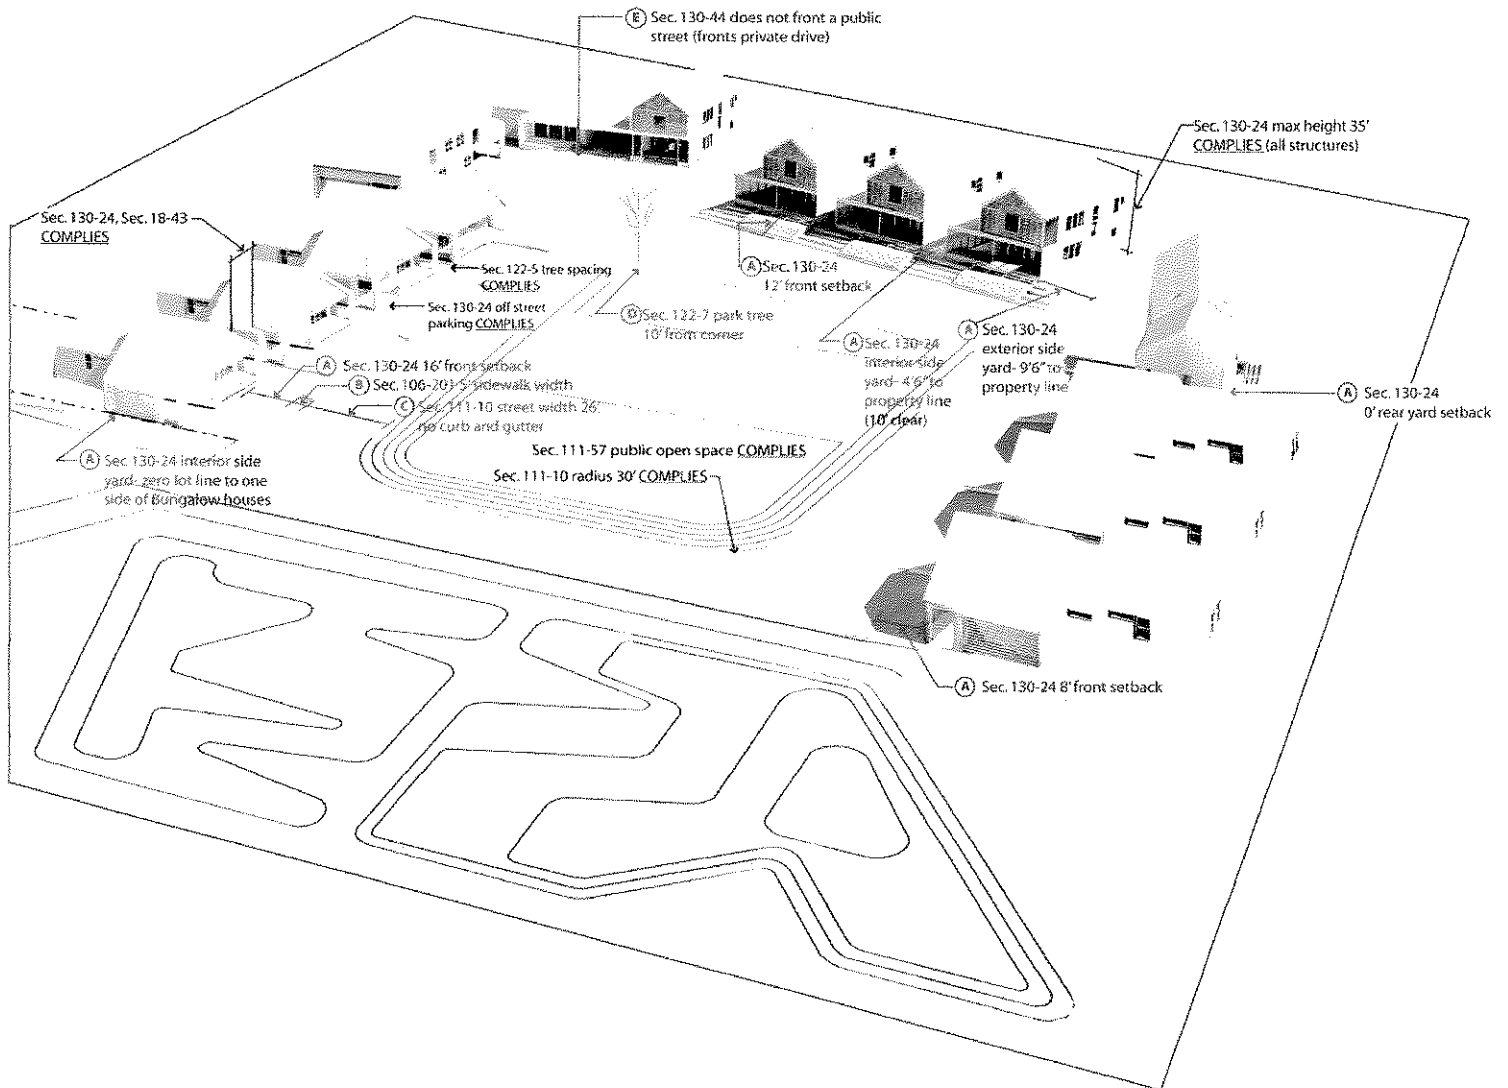 E Sec. 130-44 does not front a public
street (fronts private drive)
Sec. 130-24 max height 35'
COMPLIES (all structures)
Sec. 130-24, Sec. 18-43
COMPLIES
Sec. 122-5 tree spacing
COMPLIES
A Sec. 130-24
12' front setback
Sec. 130-24 off street
parking COMPLIES
D Sec. 122-7 park tree
10' from corner
A Sec. 130-24
interior side
yard- 4'6" to
property line
(10' clear)
A Sec. 130-24
exterior side
yard- 9'6" to
property line
A Sec. 130-24
0' rear yard setback
A Sec. 130-24 16' front setback
B Sec. 106-201 5' sidewalk width
C Sec. 111-10 street width 26'
no curb and gutter
Sec. 111-57 public open space COMPLIES
Sec. 111-10 radius 30' COMPLIES
A Sec. 130-24 interior side
yard- zero lot line to one
side of Bungalow houses
A Sec. 130-24 8' front setback